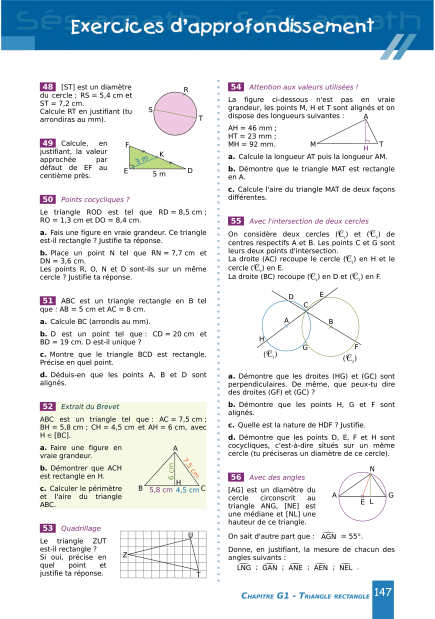 Exercices d'approfondissement
48 [ST] est un diamètre
du cercle ; RS = 5,4 cm et
ST = 7,2 cm.
Calcule RT en justifiant (tu
arrondiras au mm).
R
S
T
49 Calcule, en
justifiant, la valeur
approchée par
défaut de EF au
centième près.
F
K
3 m
E
D
5 m
50 Points cocycliques ?
Le triangle ROD est tel que RD = 8,5 cm ;
RO = 1,3 cm et DO = 8,4 cm.
a. Fais une figure en vraie grandeur. Ce triangle
est-il rectangle ? Justifie ta réponse.
b. Place un point N tel que RN = 7,7 cm et
DN = 3,6 cm.
Les points R, O, N et D sont-ils sur un même
cercle ? Justifie ta réponse.
51 ABC est un triangle rectangle en B tel
que : AB = 5 cm et AC = 8 cm.
a. Calcule BC (arrondis au mm).
b. D est un point tel que : CD = 20 cm et
BD = 19 cm. D est-il unique ?
c. Montre que le triangle BCD est rectangle.
Précise en quel point.
d. Déduis-en que les points A, B et D sont
alignés.
52 Extrait du Brevet
ABC est un triangle tel que : AC = 7,5 cm ;
BH = 5,8 cm ; CH = 4,5 cm et AH = 6 cm, avec
H ∈ [BC].
a. Faire une figure en
vraie grandeur.
b. Démontrer que ACH
est rectangle en H.
c. Calculer le périmètre
et l'aire du triangle
ABC.
A
6 cm
7,5 cm
H
B 5,8 cm 4,5 cm C
53 Quadrillage
Le triangle ZUT
est-il rectangle ?
Si oui, précise en
quel point et
justifie ta réponse.
U
Z
T
54 Attention aux valeurs utilisées !
La figure ci-dessous n'est pas en vraie
grandeur, les points M, H et T sont alignés et on
dispose des longueurs suivantes :
AH = 46 mm ;
HT = 23 mm ;
MH = 92 mm.
A
M
H
T
a. Calcule la longueur AT puis la longueur AM.
b. Démontre que le triangle MAT est rectangle
en A.
c. Calcule l'aire du triangle MAT de deux façons
différentes.
55 Avec l'intersection de deux cercles
On considère deux cercles (𝒞₁) et (𝒞₂) de
centres respectifs A et B. Les points C et G sont
leurs deux points d'intersection.
La droite (AC) recoupe le cercle (𝒞₁) en H et le
cercle (𝒞₂) en E.
La droite (BC) recoupe (𝒞₁) en D et (𝒞₂) en F.
D
E
C
A
B
H
G
F
(𝒞₁)
(𝒞₂)
a. Démontre que les droites (HG) et (GC) sont
perpendiculaires. De même, que peux-tu dire
des droites (GF) et (GC) ?
b. Démontre que les points H, G et F sont
alignés.
c. Quelle est la nature de HDF ? Justifie.
d. Démontre que les points D, E, F et H sont
cocycliques, c'est-à-dire situés sur un même
cercle (tu préciseras un diamètre de ce cercle).
56 Avec des angles
[AG] est un diamètre du
cercle circonscrit au
triangle ANG, [NE] est
une médiane et [NL] une
hauteur de ce triangle.
N
A
G
E L
On sait d'autre part que : AGN = 55°.
Donne, en justifiant, la mesure de chacun des
angles suivants :
LNG ; GAN ; ANE ; AEN ; NEL .
CHAPITRE G1 - TRIANGLE RECTANGLE 147